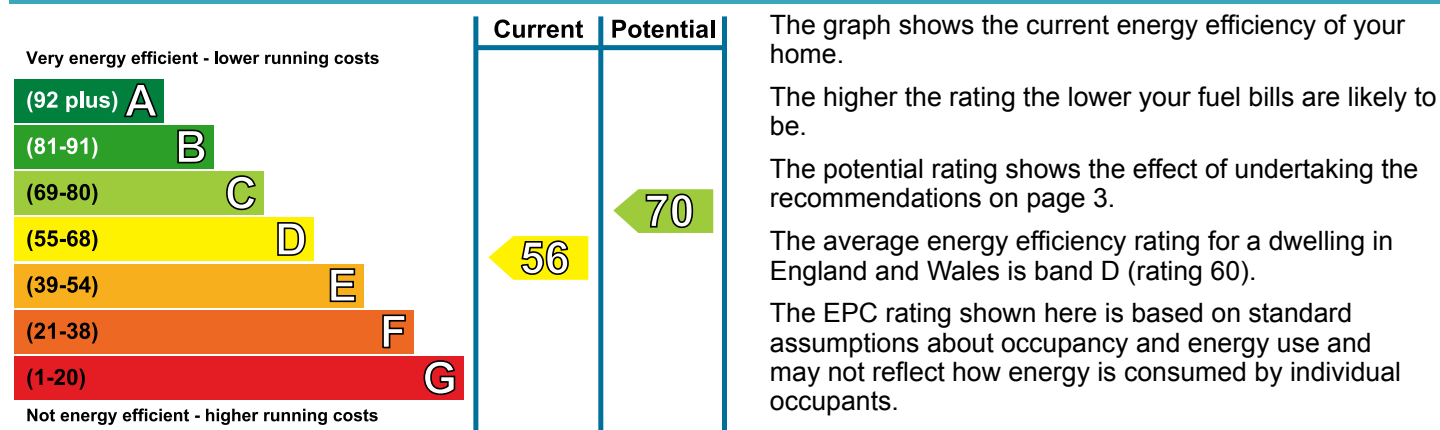 Current Potential
Very energy efficient - lower running costs
(92 plus) A
(81-91) B
(69-80) C
(55-68) D
(39-54) E
(21-38) F
(1-20) G
Not energy efficient - higher running costs
56
70
The graph shows the current energy efficiency of your
home.
The higher the rating the lower your fuel bills are likely to
be.
The potential rating shows the effect of undertaking the
recommendations on page 3.
The average energy efficiency rating for a dwelling in
England and Wales is band D (rating 60).
The EPC rating shown here is based on standard
assumptions about occupancy and energy use and
may not reflect how energy is consumed by individual
occupants.